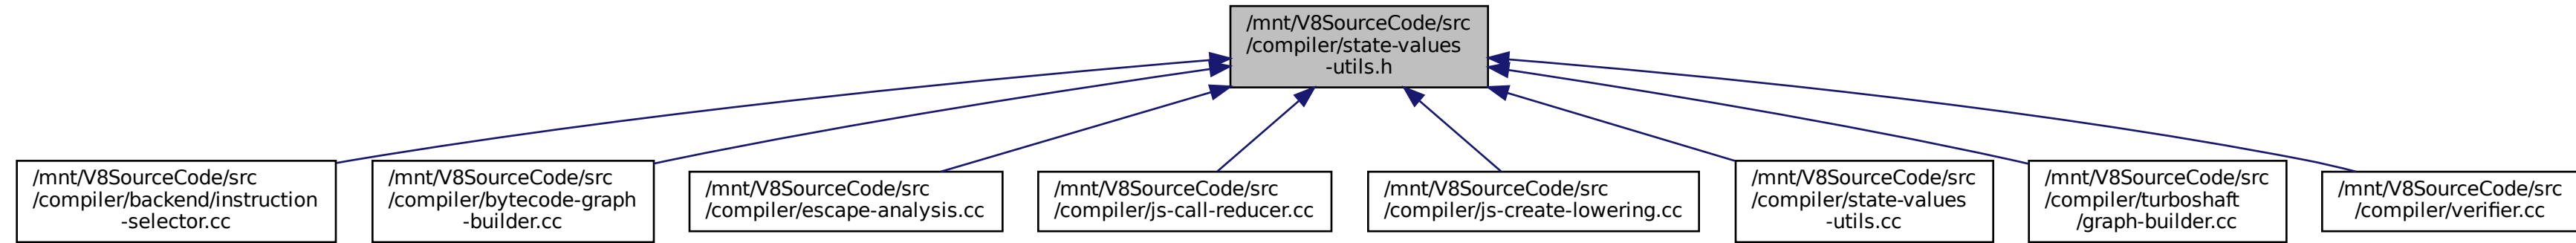 /mnt/V8SourceCode/src
/compiler/state-values
-utils.h
/mnt/V8SourceCode/src
/compiler/backend/instruction
-selector.cc
/mnt/V8SourceCode/src
/compiler/bytecode-graph
-builder.cc
/mnt/V8SourceCode/src
/compiler/escape-analysis.cc
/mnt/V8SourceCode/src
/compiler/js-call-reducer.cc
/mnt/V8SourceCode/src
/compiler/js-create-lowering.cc
/mnt/V8SourceCode/src
/compiler/state-values
-utils.cc
/mnt/V8SourceCode/src
/compiler/turboshaft
/graph-builder.cc
/mnt/V8SourceCode/src
/compiler/verifier.cc